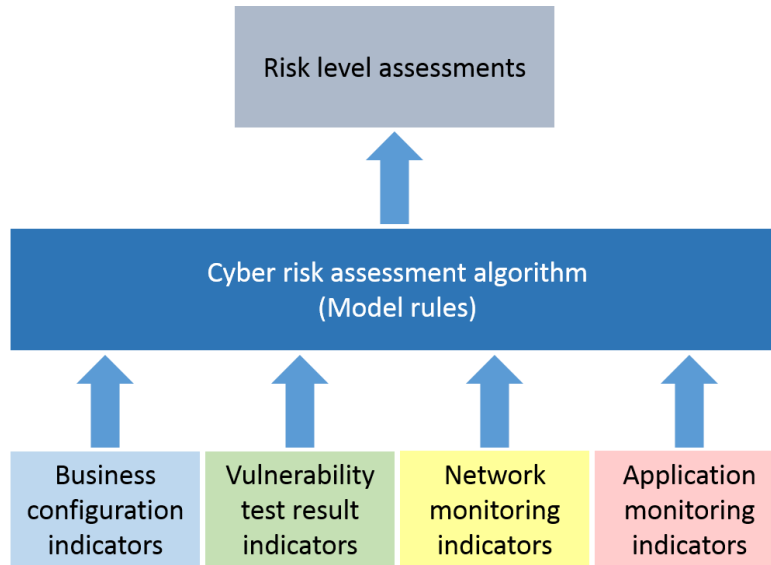 Risk level assessments
Cyber risk assessment algorithm
(Model rules)
Business
configuration
indicators
Vulnerability
test result
indicators
Network
monitoring
indicators
Application
monitoring
indicators